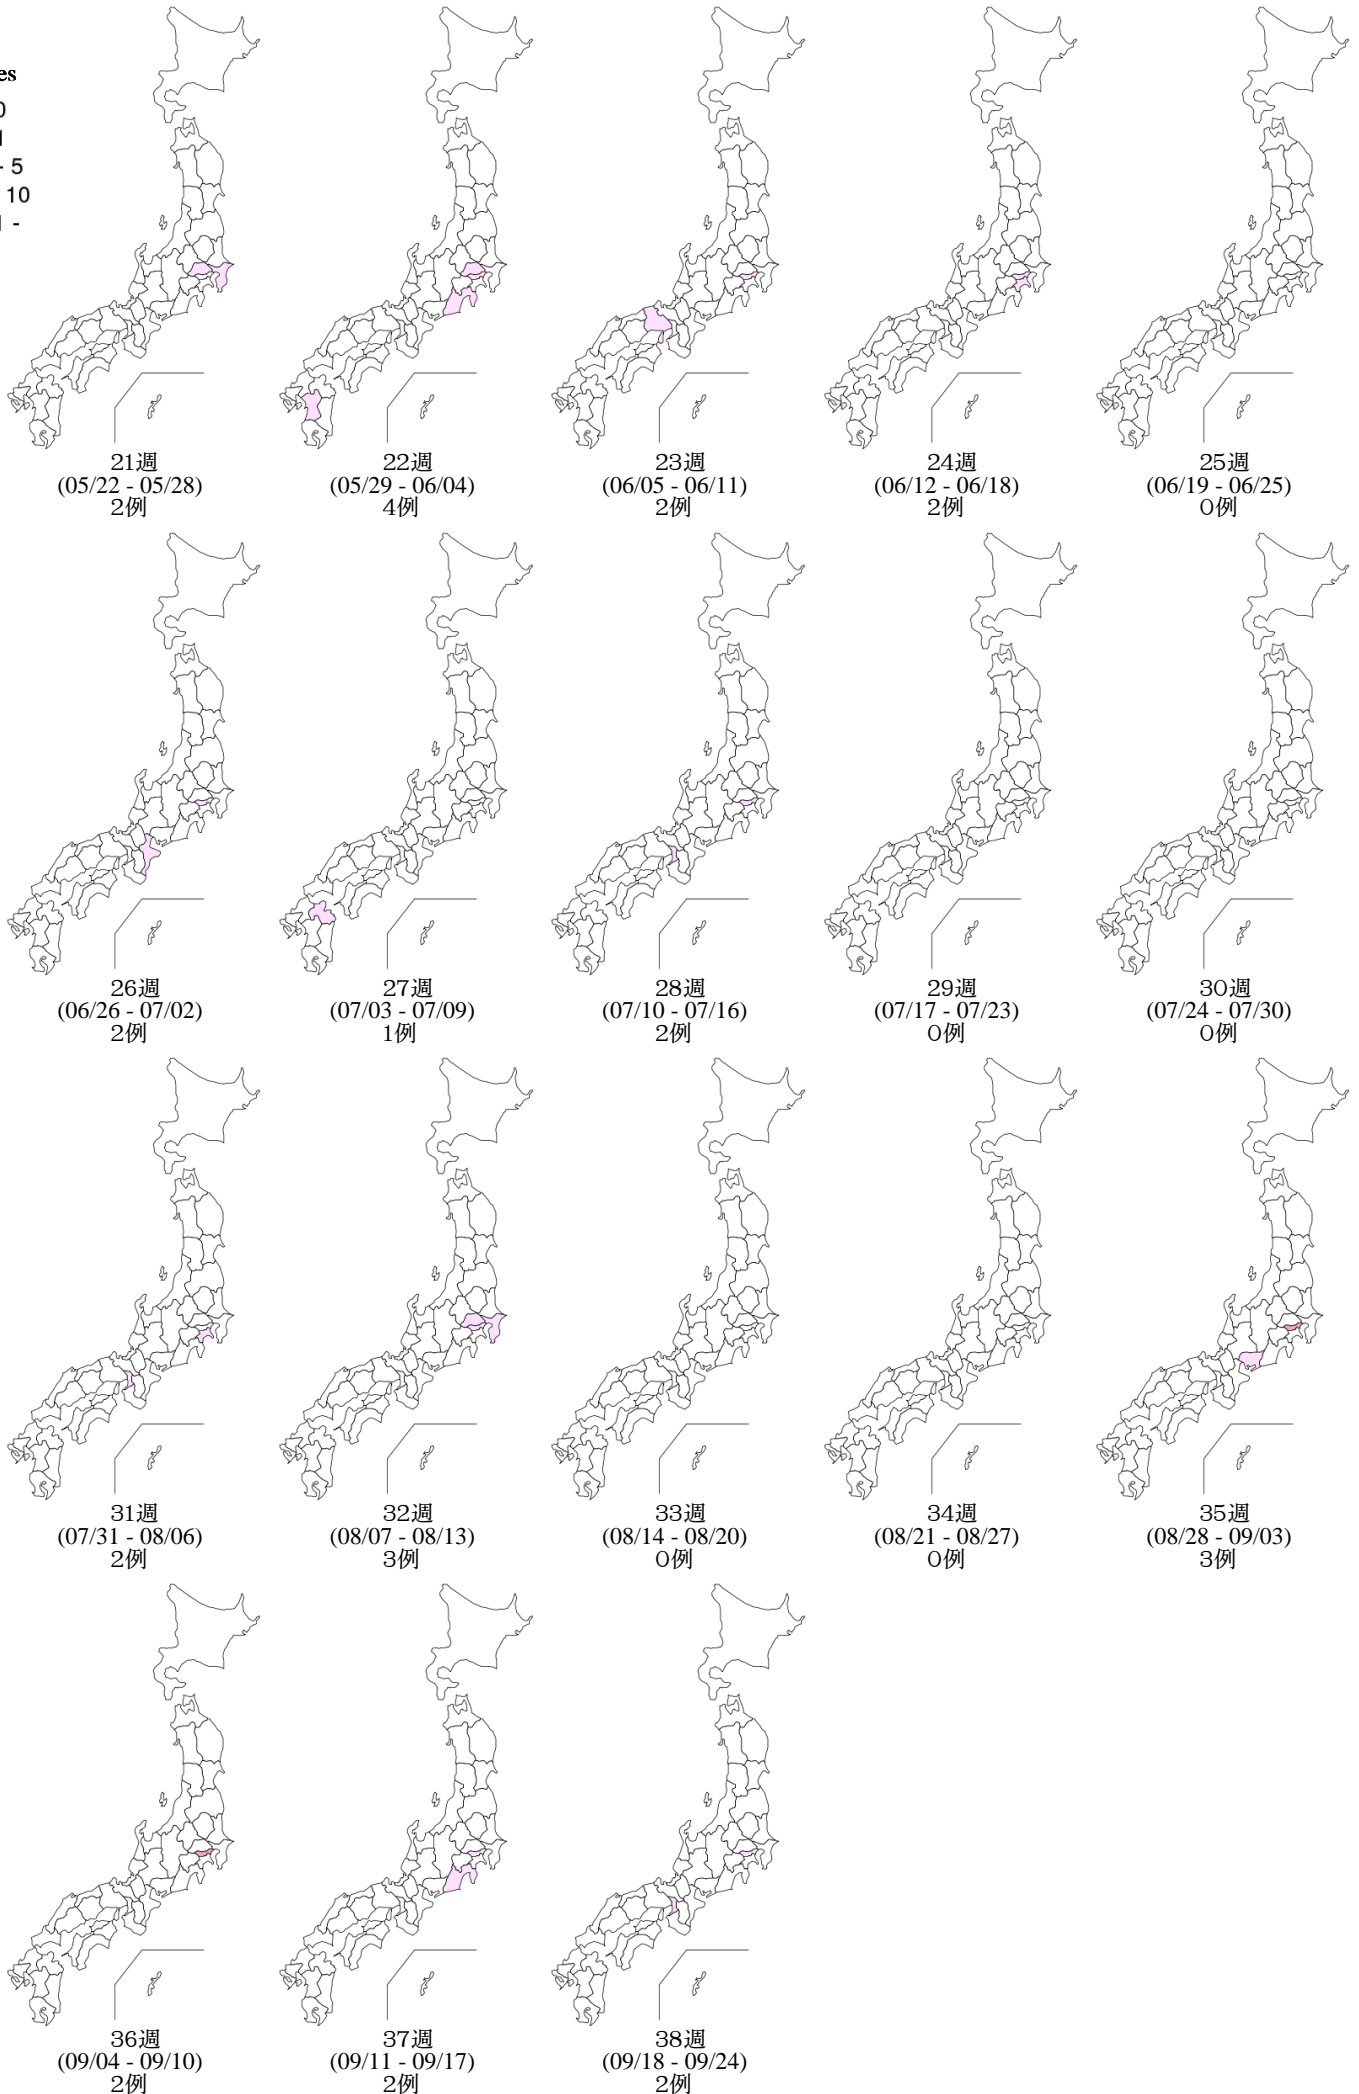 es
0
1
- 5
10
1 -
21週
(05/22 - 05/28)
2例
22週
(05/29 - 06/04)
4例
23週
(06/05 - 06/11)
2例
24週
(06/12 - 06/18)
2例
25週
(06/19 - 06/25)
0例
26週
(06/26 - 07/02)
2例
27週
(07/03 - 07/09)
1例
28週
(07/10 - 07/16)
2例
29週
(07/17 - 07/23)
0例
30週
(07/24 - 07/30)
0例
31週
(07/31 - 08/06)
2例
32週
(08/07 - 08/13)
3例
33週
(08/14 - 08/20)
0例
34週
(08/21 - 08/27)
0例
35週
(08/28 - 09/03)
3例
36週
(09/04 - 09/10)
2例
37週
(09/11 - 09/17)
2例
38週
(09/18 - 09/24)
2例